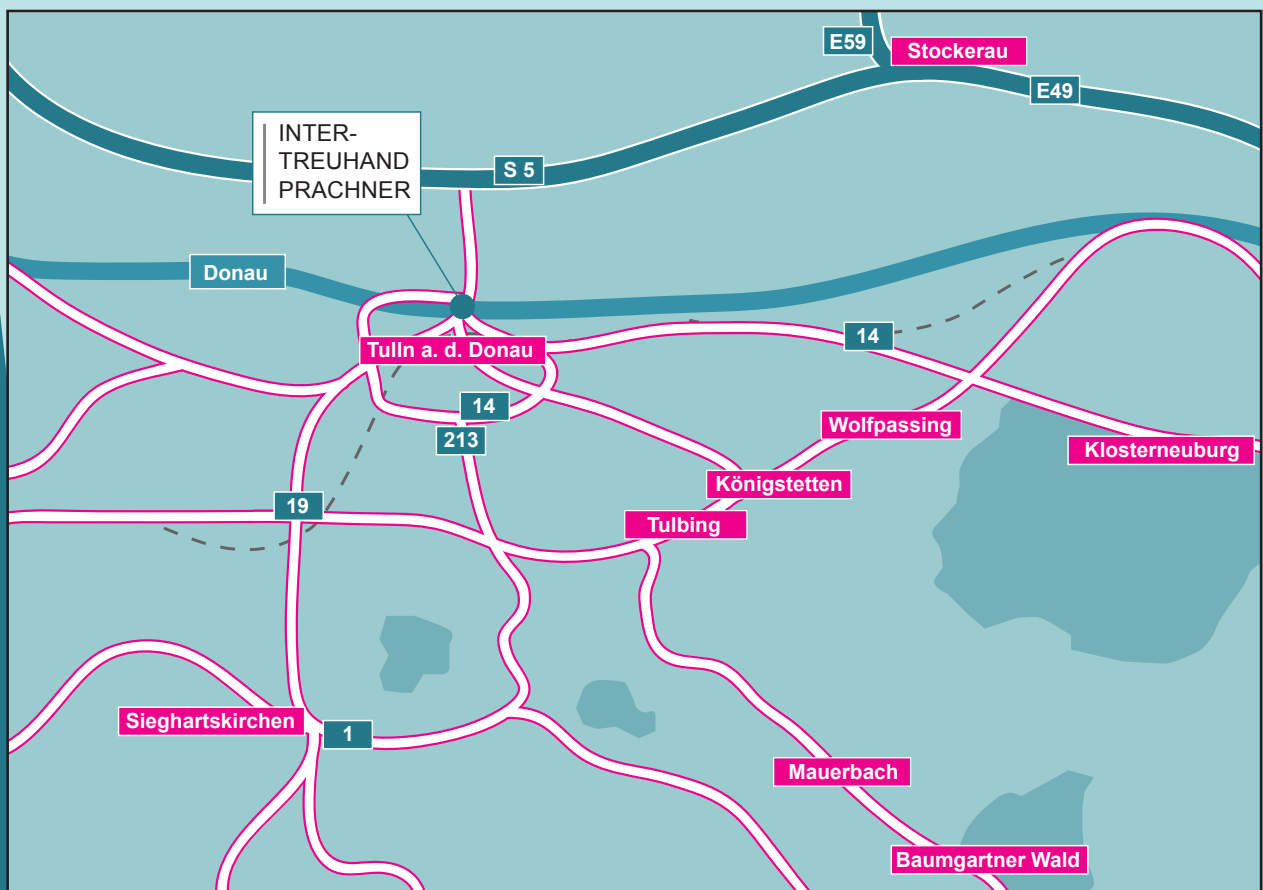 E59
Stockerau
E49
INTER-
TREUHAND
PRACHNER
S 5
Donau
14
Tulln a. d. Donau
14
213
Wolfpassing
Klosterneuburg
Königstetten
19
Tulbing
Sieghartskirchen
1
Mauerbach
Baumgartner Wald